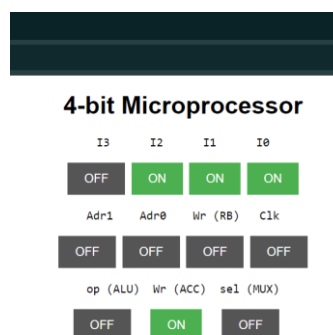 4-bit Microprocessor
I3 I2 I1 I0
OFF ON ON ON
Adr1 Adr0 Wr (RB) Clk
OFF OFF OFF OFF
op (ALU) Wr (ACC) sel (MUX)
OFF ON OFF